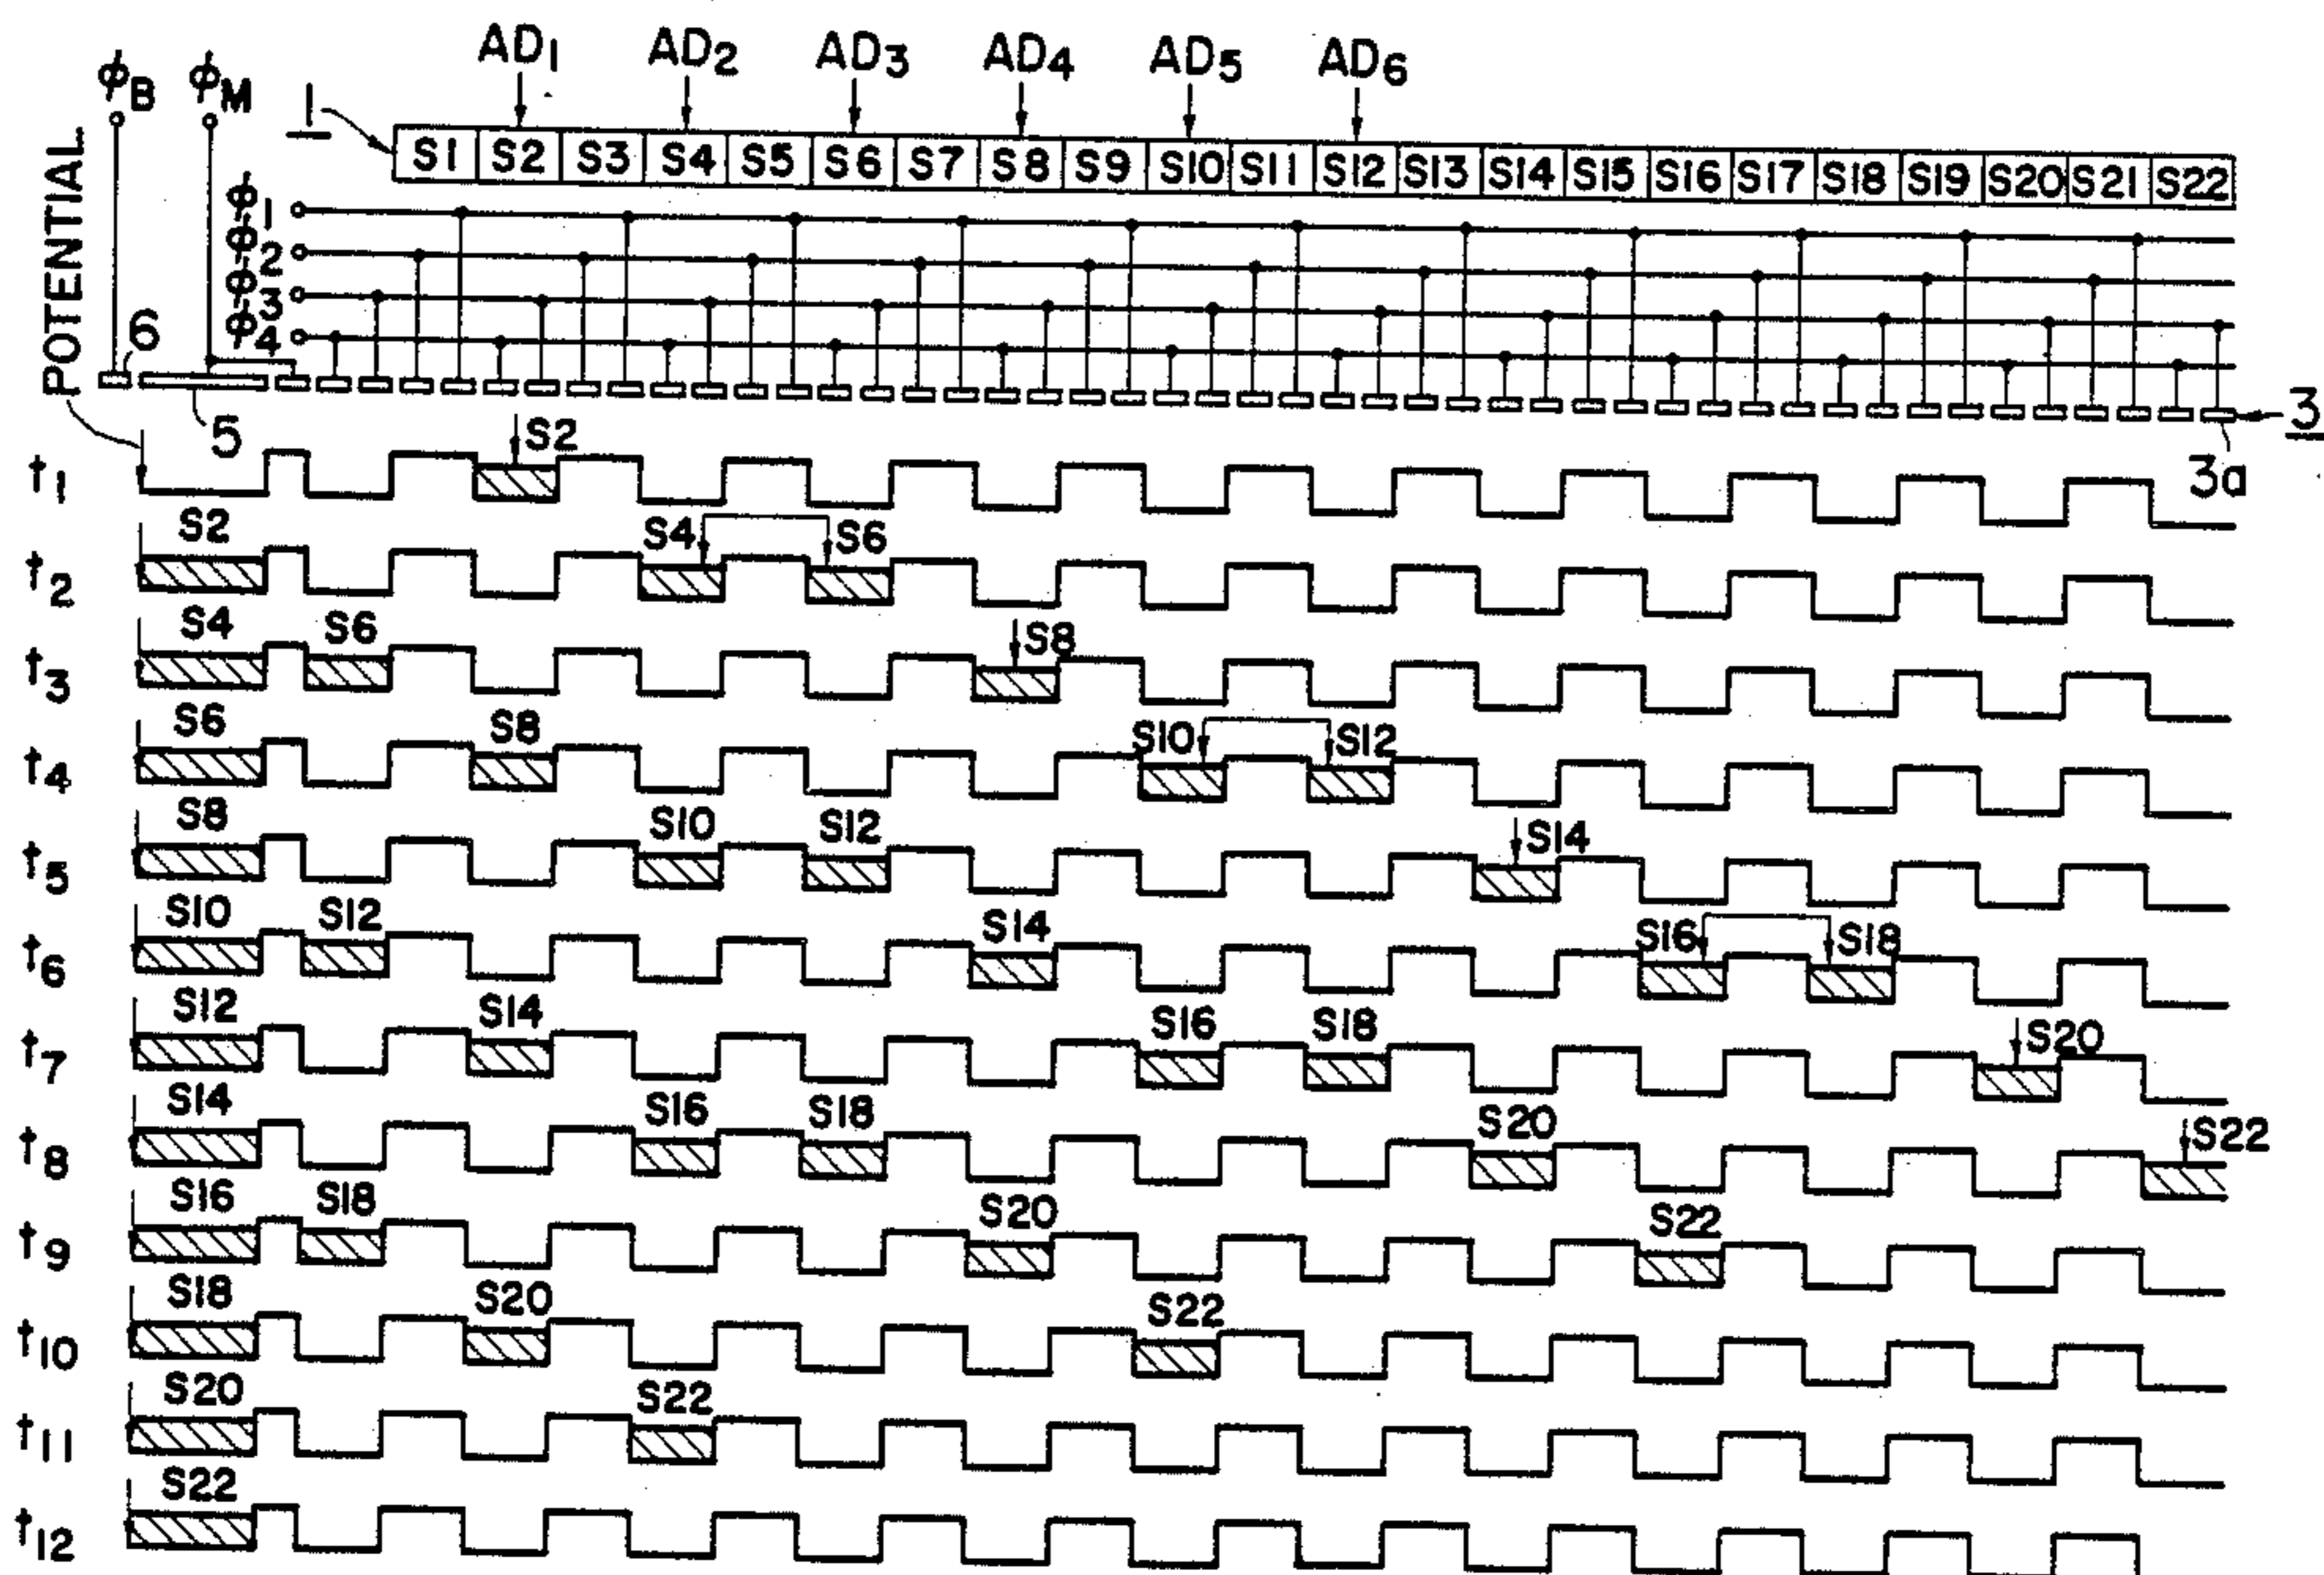 AD1 AD2 AD3 AD4 AD5 AD6
ϕB ϕM 1
S1 S2 S3 S4 S5 S6 S7 S8 S9 S10 S11 S12 S13 S14 S15 S16 S17 S18 S19 S20 S21 S22
POTENTIAL
ϕ1
ϕ2
ϕ3
ϕ4
6
5
3
3a
t1 S2
t2 S2 S4 S6
t3 S4 S6 S8
t4 S6 S8 S10 S12
t5 S8 S10 S12 S14
t6 S10 S12 S14 S16 S18
t7 S12 S14 S16 S18 S20
t8 S14 S16 S18 S20 S22
t9 S16 S18 S20 S22
t10 S18 S20 S22
t11 S20 S22
t12 S22